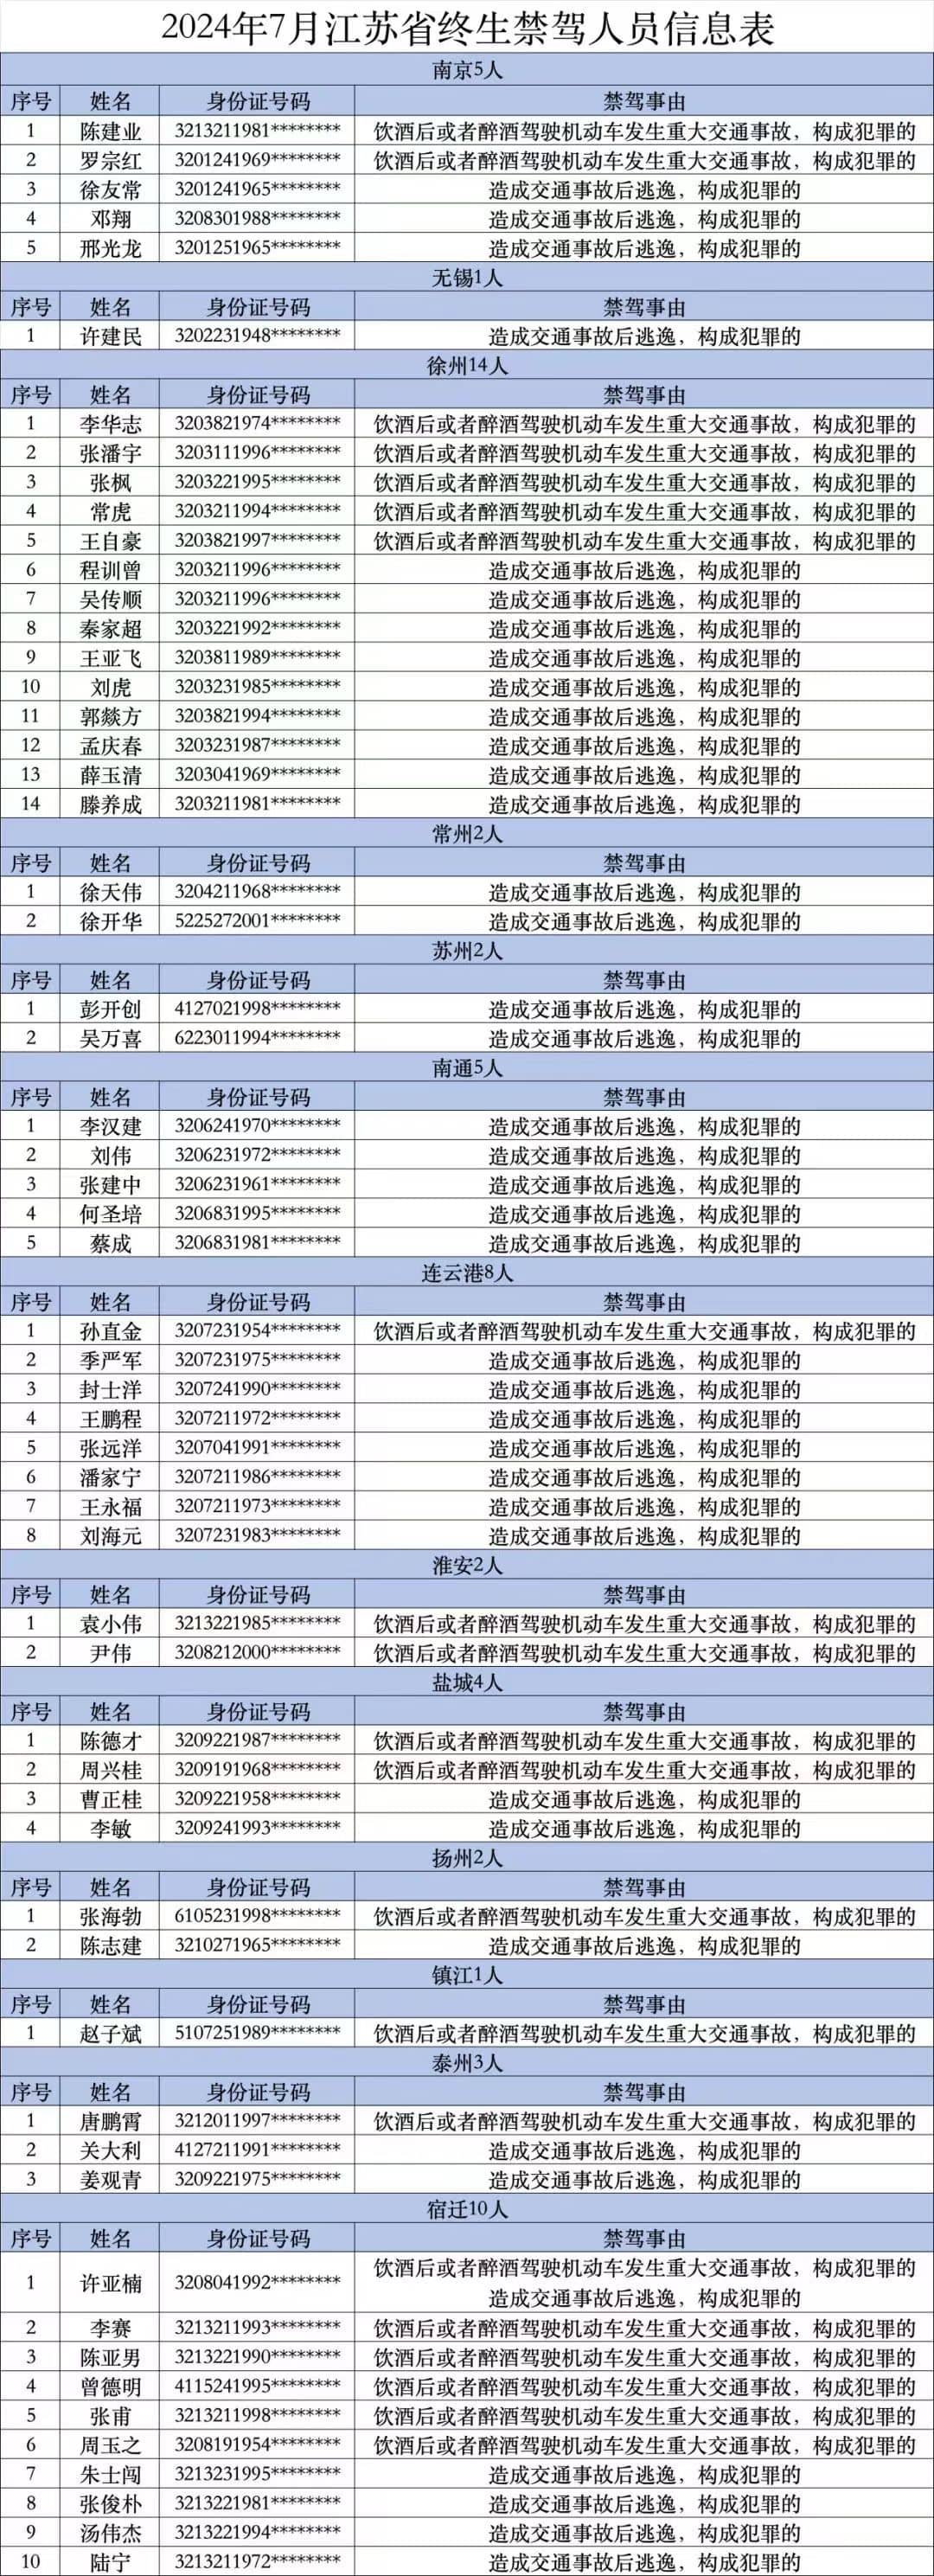 2024年7月江苏省终生禁驾人员信息表
南京5人
序号 姓名 身份证号码 禁驾事由
1 陈建业 3213211981******** 饮酒后或者醉酒驾驶机动车发生重大交通事故，构成犯罪的
2 罗宗红 3201241969******** 饮酒后或者醉酒驾驶机动车发生重大交通事故，构成犯罪的
3 徐友常 3201241965******** 造成交通事故后逃逸，构成犯罪的
4 邓翔 3208301988******** 造成交通事故后逃逸，构成犯罪的
5 邢光龙 3201251965******** 造成交通事故后逃逸，构成犯罪的
无锡1人
序号 姓名 身份证号码 禁驾事由
1 许建民 3202231948******** 造成交通事故后逃逸，构成犯罪的
徐州14人
序号 姓名 身份证号码 禁驾事由
1 李华志 3203821974******** 饮酒后或者醉酒驾驶机动车发生重大交通事故，构成犯罪的
2 张潘宇 3203111996******** 饮酒后或者醉酒驾驶机动车发生重大交通事故，构成犯罪的
3 张枫 3203221995******** 饮酒后或者醉酒驾驶机动车发生重大交通事故，构成犯罪的
4 常虎 3203211994******** 饮酒后或者醉酒驾驶机动车发生重大交通事故，构成犯罪的
5 王自豪 3203821997******** 饮酒后或者醉酒驾驶机动车发生重大交通事故，构成犯罪的
6 程训曾 3203211996******** 造成交通事故后逃逸，构成犯罪的
7 吴传顺 3203211996******** 造成交通事故后逃逸，构成犯罪的
8 秦家超 3203221992******** 造成交通事故后逃逸，构成犯罪的
9 王亚飞 3203811989******** 造成交通事故后逃逸，构成犯罪的
10 刘虎 3203231985******** 造成交通事故后逃逸，构成犯罪的
11 郭燚方 3203821994******** 造成交通事故后逃逸，构成犯罪的
12 孟庆春 3203231987******** 造成交通事故后逃逸，构成犯罪的
13 薛玉清 3203041969******** 造成交通事故后逃逸，构成犯罪的
14 滕养成 3203211981******** 造成交通事故后逃逸，构成犯罪的
常州2人
序号 姓名 身份证号码 禁驾事由
1 徐天伟 3204211968******** 造成交通事故后逃逸，构成犯罪的
2 徐开华 5225272001******** 造成交通事故后逃逸，构成犯罪的
苏州2人
序号 姓名 身份证号码 禁驾事由
1 彭开创 4127021998******** 造成交通事故后逃逸，构成犯罪的
2 吴万喜 6223011994******** 造成交通事故后逃逸，构成犯罪的
南通5人
序号 姓名 身份证号码 禁驾事由
1 李汉建 3206241970******** 造成交通事故后逃逸，构成犯罪的
2 刘伟 3206231972******** 造成交通事故后逃逸，构成犯罪的
3 张建中 3206231961******** 造成交通事故后逃逸，构成犯罪的
4 何圣培 3206831995******** 造成交通事故后逃逸，构成犯罪的
5 蔡成 3206831981******** 造成交通事故后逃逸，构成犯罪的
连云港8人
序号 姓名 身份证号码 禁驾事由
1 孙直金 3207231954******** 饮酒后或者醉酒驾驶机动车发生重大交通事故，构成犯罪的
2 季严军 3207231975******** 造成交通事故后逃逸，构成犯罪的
3 封士洋 3207241990******** 造成交通事故后逃逸，构成犯罪的
4 王鹏程 3207211972******** 造成交通事故后逃逸，构成犯罪的
5 张远洋 3207041991******** 造成交通事故后逃逸，构成犯罪的
6 潘家宁 3207211986******** 造成交通事故后逃逸，构成犯罪的
7 王永福 3207211973******** 造成交通事故后逃逸，构成犯罪的
8 刘海元 3207231983******** 造成交通事故后逃逸，构成犯罪的
淮安2人
序号 姓名 身份证号码 禁驾事由
1 袁小伟 3213221985******** 饮酒后或者醉酒驾驶机动车发生重大交通事故，构成犯罪的
2 尹伟 3208212000******** 饮酒后或者醉酒驾驶机动车发生重大交通事故，构成犯罪的
盐城4人
序号 姓名 身份证号码 禁驾事由
1 陈德才 3209221987******** 饮酒后或者醉酒驾驶机动车发生重大交通事故，构成犯罪的
2 周兴桂 3209191968******** 饮酒后或者醉酒驾驶机动车发生重大交通事故，构成犯罪的
3 曹正桂 3209221958******** 造成交通事故后逃逸，构成犯罪的
4 李敏 3209241993******** 造成交通事故后逃逸，构成犯罪的
扬州2人
序号 姓名 身份证号码 禁驾事由
1 张海勃 6105231998******** 饮酒后或者醉酒驾驶机动车发生重大交通事故，构成犯罪的
2 陈志建 3210271965******** 造成交通事故后逃逸，构成犯罪的
镇江1人
序号 姓名 身份证号码 禁驾事由
1 赵子斌 5107251989******** 饮酒后或者醉酒驾驶机动车发生重大交通事故，构成犯罪的
泰州3人
序号 姓名 身份证号码 禁驾事由
1 唐鹏霄 3212011997******** 饮酒后或者醉酒驾驶机动车发生重大交通事故，构成犯罪的
2 关大利 4127211991******** 造成交通事故后逃逸，构成犯罪的
3 姜观青 3209221975******** 造成交通事故后逃逸，构成犯罪的
宿迁10人
序号 姓名 身份证号码 禁驾事由
1 许亚楠 3208041992******** 饮酒后或者醉酒驾驶机动车发生重大交通事故，构成犯罪的
造成交通事故后逃逸，构成犯罪的
2 李赛 3213211993******** 饮酒后或者醉酒驾驶机动车发生重大交通事故，构成犯罪的
3 陈亚男 3213221990******** 饮酒后或者醉酒驾驶机动车发生重大交通事故，构成犯罪的
4 曾德明 4115241995******** 饮酒后或者醉酒驾驶机动车发生重大交通事故，构成犯罪的
5 张甫 3213211998******** 饮酒后或者醉酒驾驶机动车发生重大交通事故，构成犯罪的
6 周玉之 3208191954******** 饮酒后或者醉酒驾驶机动车发生重大交通事故，构成犯罪的
7 朱士闯 3213231995******** 造成交通事故后逃逸，构成犯罪的
8 张俊朴 3213221981******** 造成交通事故后逃逸，构成犯罪的
9 汤伟杰 3213221994******** 造成交通事故后逃逸，构成犯罪的
10 陆宁 3213211972******** 造成交通事故后逃逸，构成犯罪的